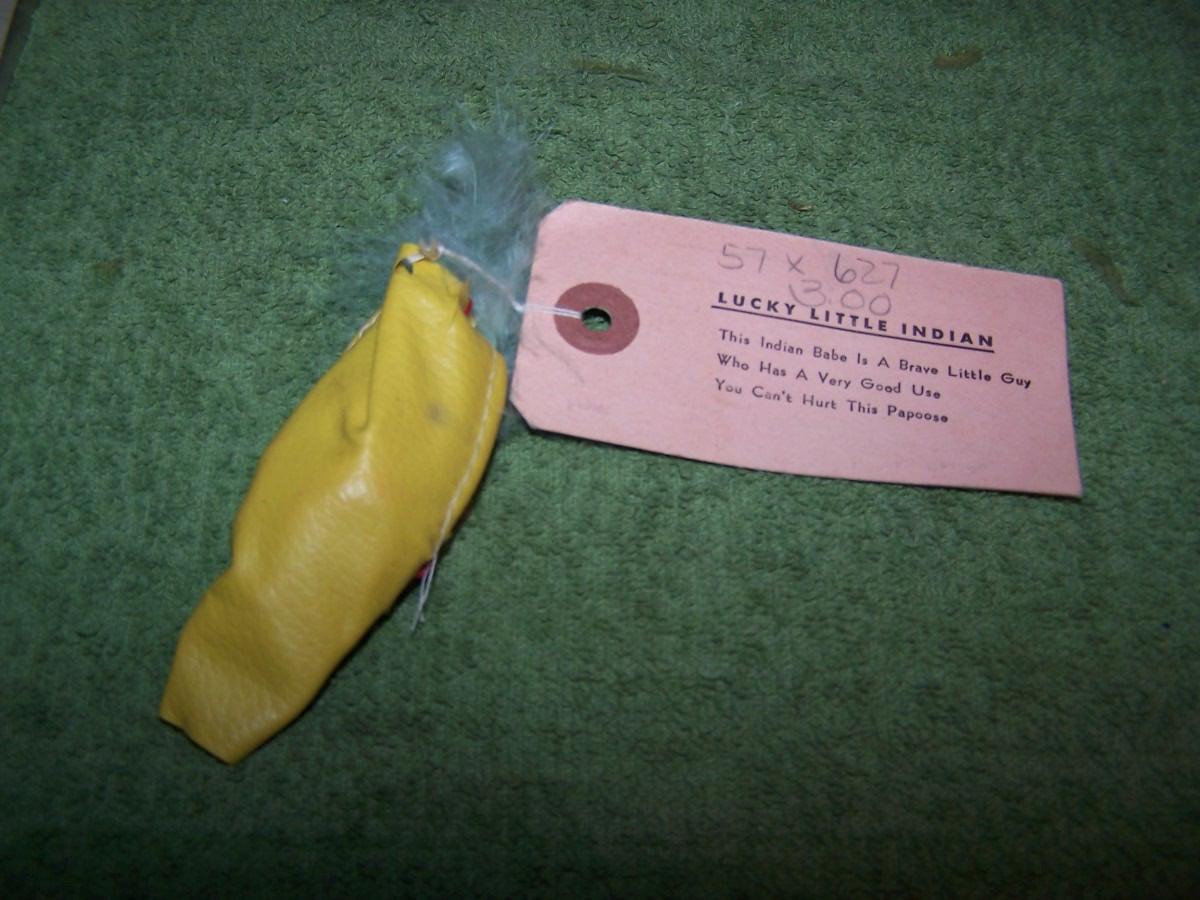 57 x 627
3.00
LUCKY LITTLE INDIAN
This Indian Babe Is A Brave Little Guy
Who Has A Very Good Use
You Can't Hurt This Papoose